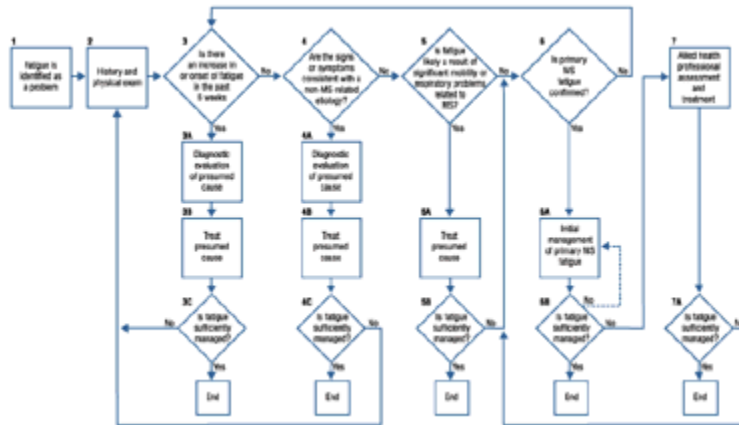 1
Fatigue is
identified as
a problem
2
History and
physical exam
3
Is there
an increase in
or onset of fatigue
in the past
6 weeks
No
Yes
3A
Diagnostic
evaluation
of presumed
cause
3B
Treat
presumed
cause
3C
Is fatigue
sufficiently
managed?
No
Yes
End
4
Are the signs
or symptoms
consistent with a
non-MS related
etiology?
No
Yes
4A
Diagnostic
evaluation
of presumed
cause
4B
Treat
presumed
cause
4C
Is fatigue
sufficiently
managed?
No
Yes
End
5
Is fatigue
likely a result of
significant mobility or
respiratory problems
related to
MS?
No
Yes
5A
Treat
presumed
cause
5B
Is fatigue
sufficiently
managed?
No
Yes
End
6
Is primary
MS
fatigue
confirmed?
No
Yes
6A
Initial
management
of primary MS
fatigue
6B
No
Is fatigue
sufficiently
managed?
No
Yes
End
7
Allied health
professional
assessment
and
treatment
7A
Is fatigue
sufficiently
managed?
No
Yes
End